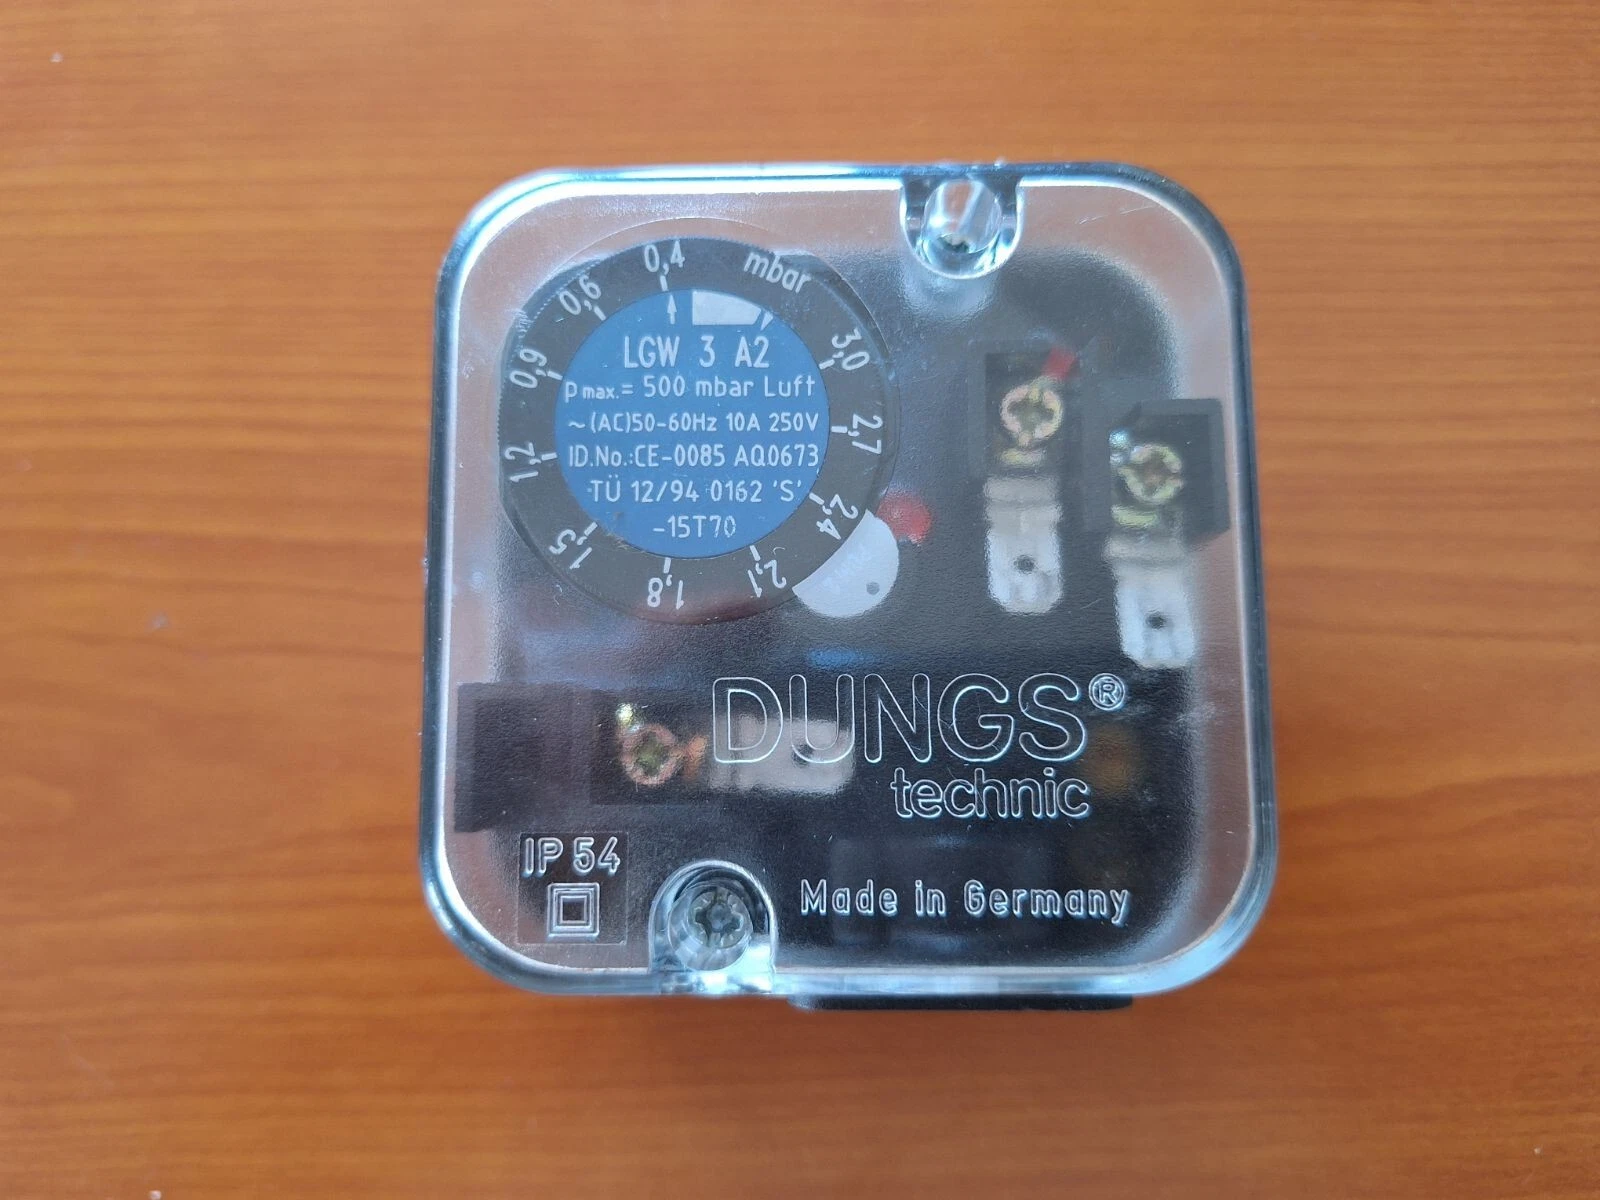 0,4
mbar
0,6
3,0
0,9
2,7
1,2
2,4
1,5
2,1
1,8
LGW 3 A2
p max.= 500 mbar Luft
~(AC)50-60Hz 10A 250V
ID.No.:CE-0085 AQ0673
TÜ 12/94 0162 'S'
-15T70
DUNGS®
technic
IP 54
Made in Germany